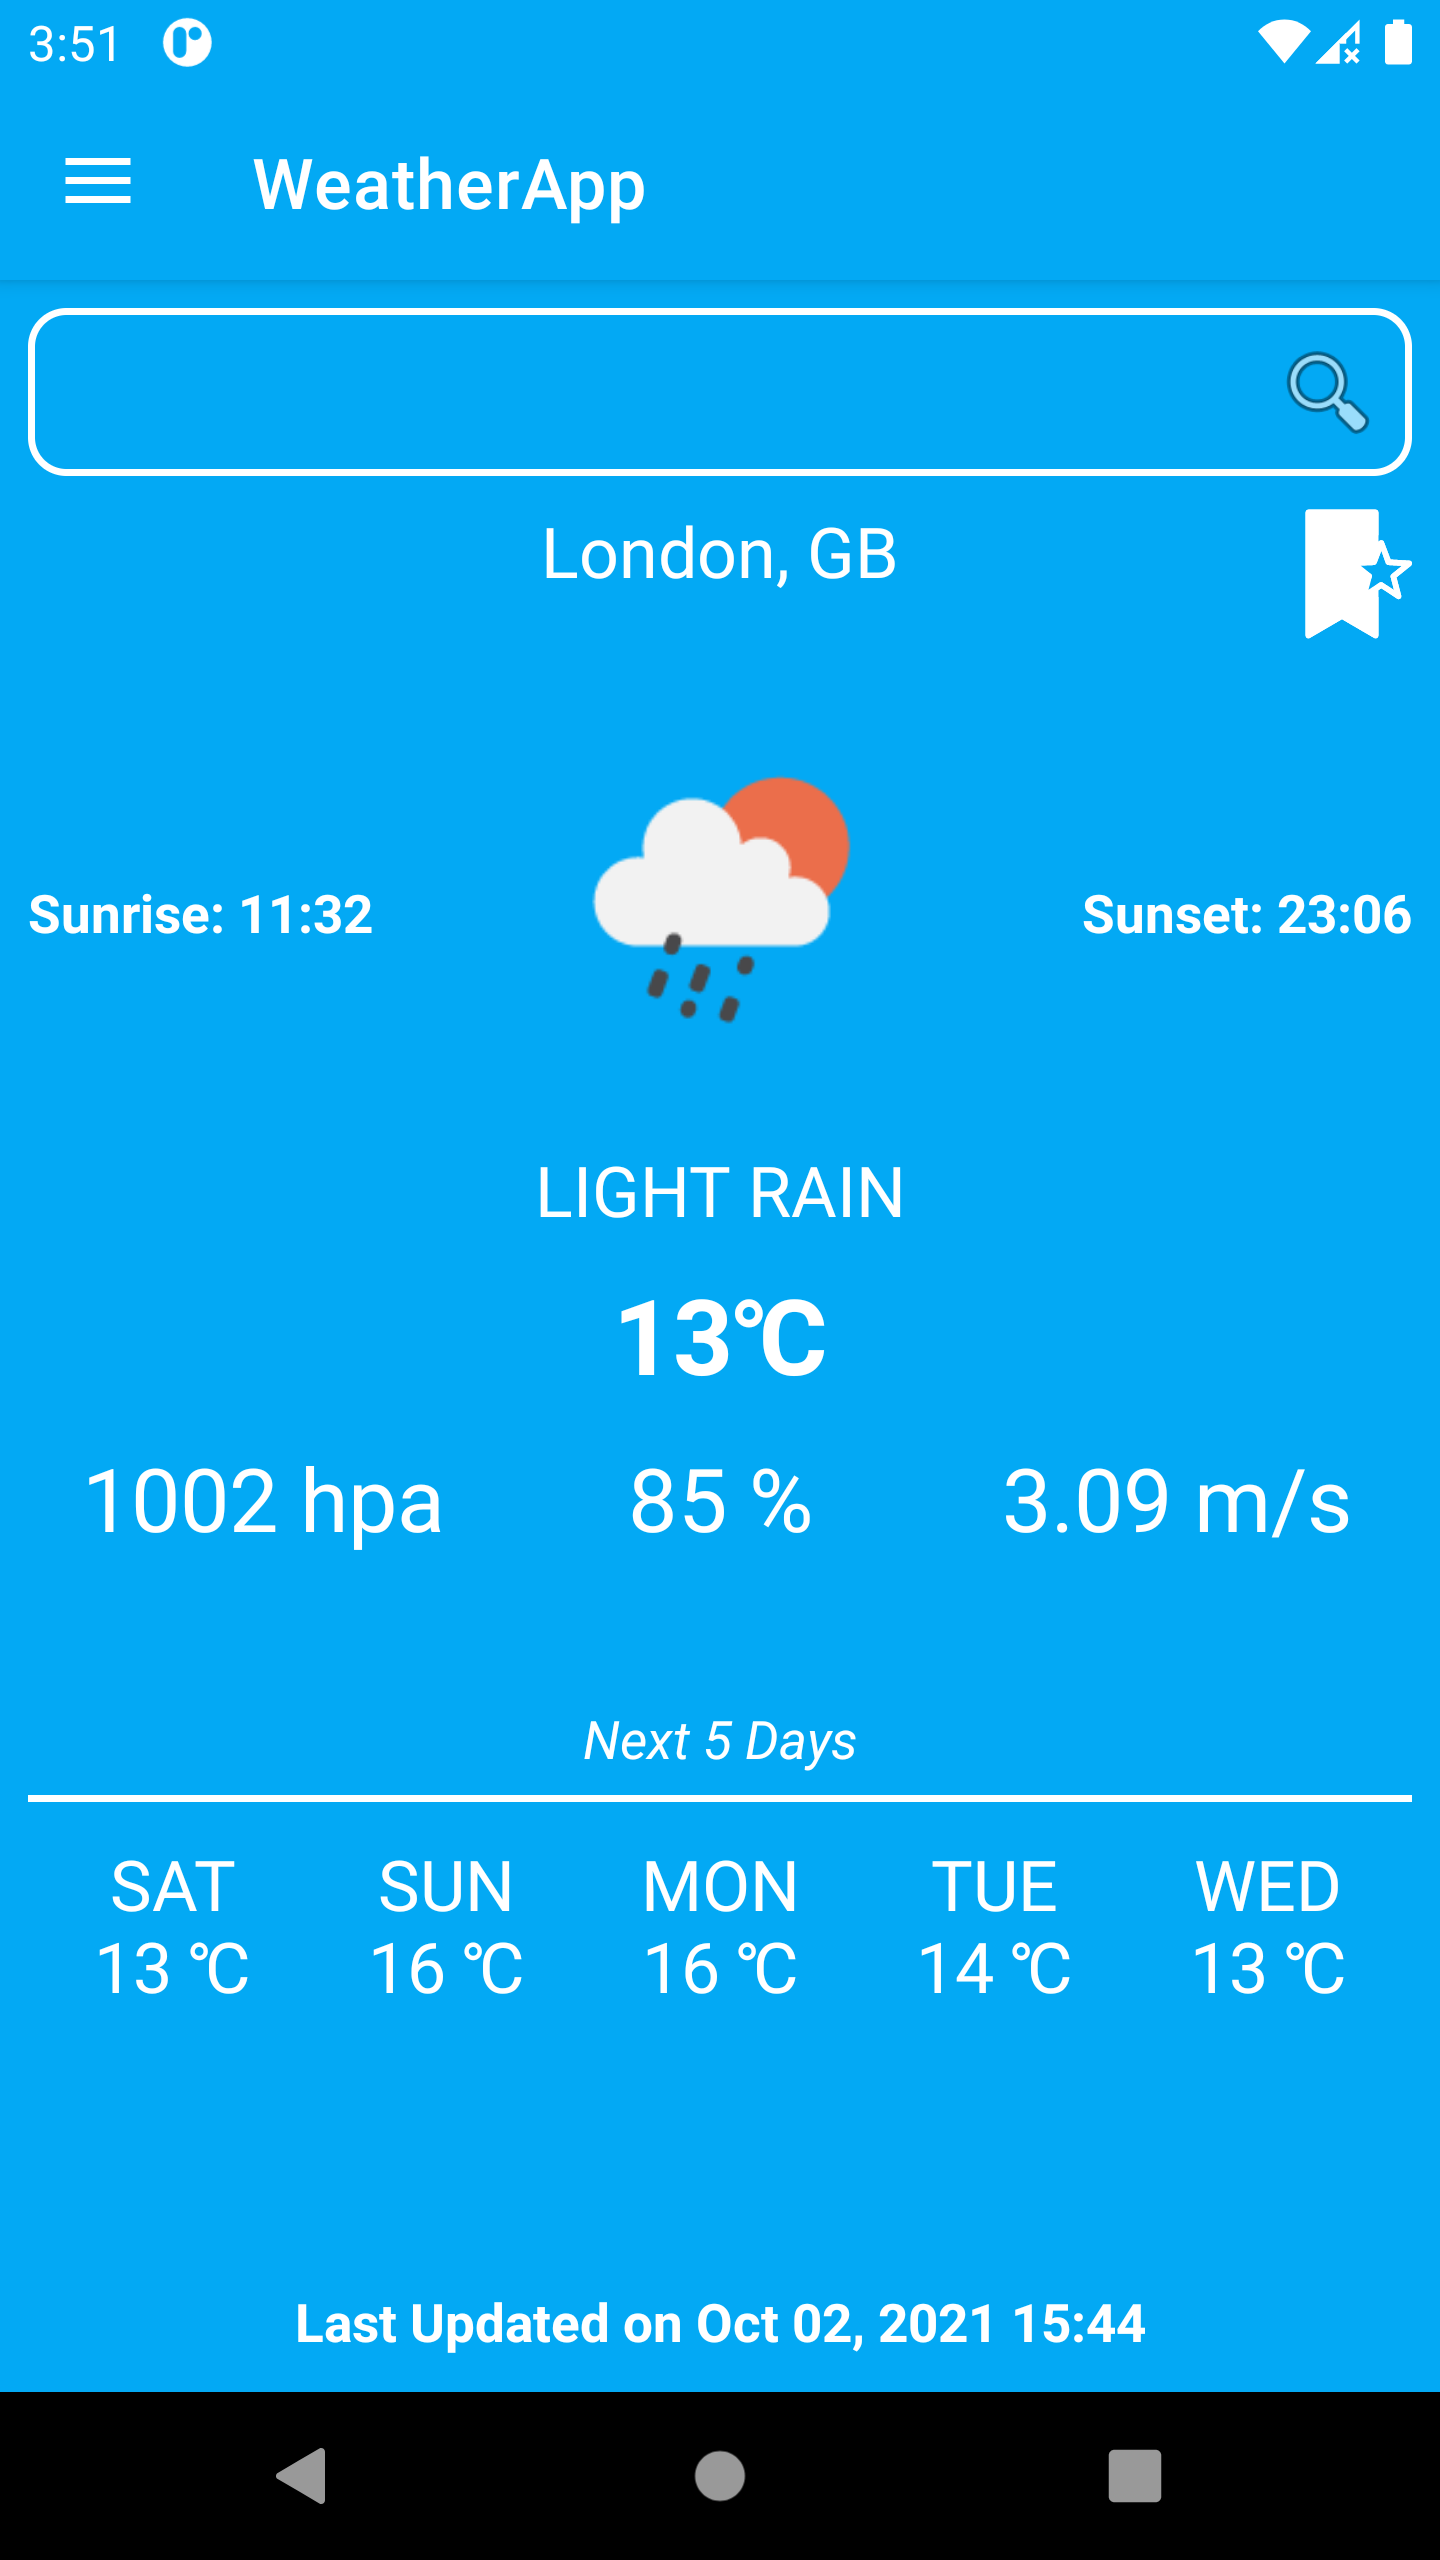 3:51
WeatherApp
London, GB
Sunrise: 11:32
Sunset: 23:06
LIGHT RAIN
13℃
1002 hpa 85 % 3.09 m/s
Next 5 Days
SAT SUN MON TUE WED
13 ℃ 16 ℃ 16 ℃ 14 ℃ 13 ℃
Last Updated on Oct 02, 2021 15:44